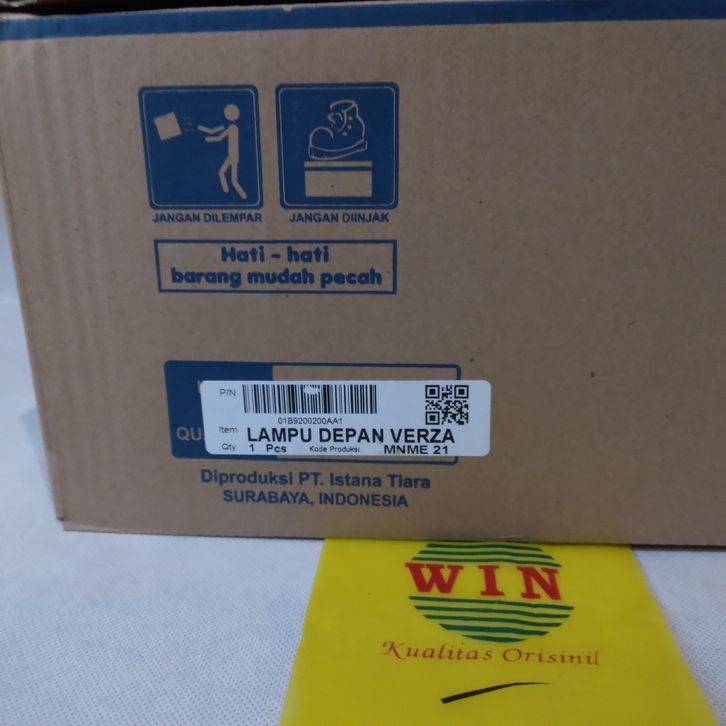 JANGAN DILEMPAR
JANGAN DIINJAK
Hati - hati
barang mudah pecah
P/N
01B9200200AA1
QU
Item LAMPU DEPAN VERZA
Qty 1 Pcs Kode Produksi MNME 21
Diproduksi PT. Istana Tiara
SURABAYA, INDONESIA
WIN
Kualitas Orisinil